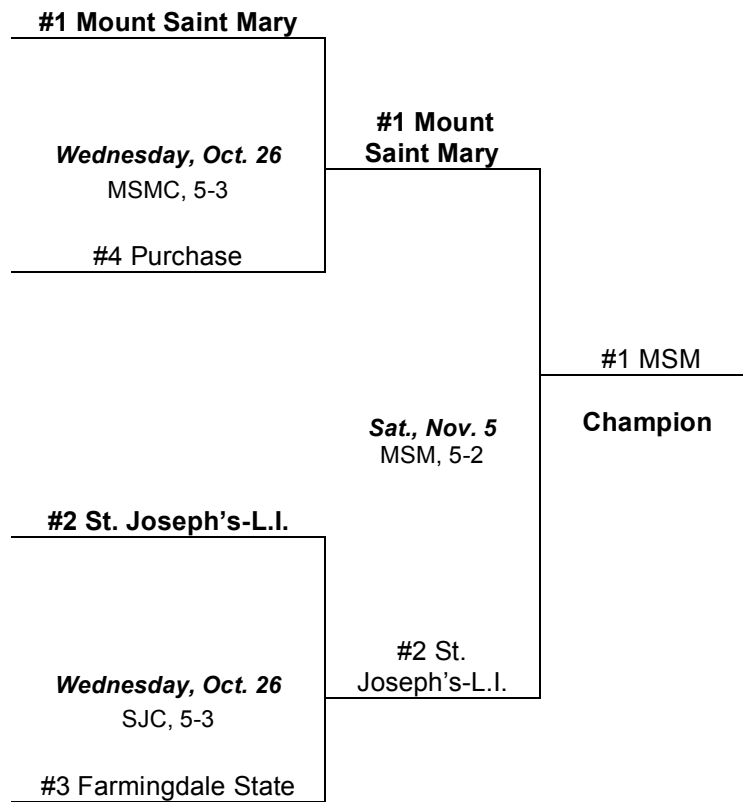 #1 Mount Saint Mary
#1 Mount
Saint Mary
Wednesday, Oct. 26
MSMC, 5-3
#4 Purchase
#1 MSM
Champion
Sat., Nov. 5
MSM, 5-2
#2 St. Joseph's-L.I.
#2 St.
Joseph's-L.I.
Wednesday, Oct. 26
SJC, 5-3
#3 Farmingdale State